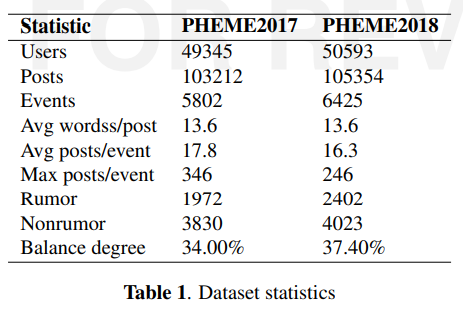 FOR REV
Statistic PHEME2017 PHEME2018
Users 49345 50593
Posts 103212 105354
Events 5802 6425
Avg wordss/post 13.6 13.6
Avg posts/event 17.8 16.3
Max posts/event 346 246
Rumor 1972 2402
Nonrumor 3830 4023
Balance degree 34.00% 37.40%
Table 1. Dataset statistics